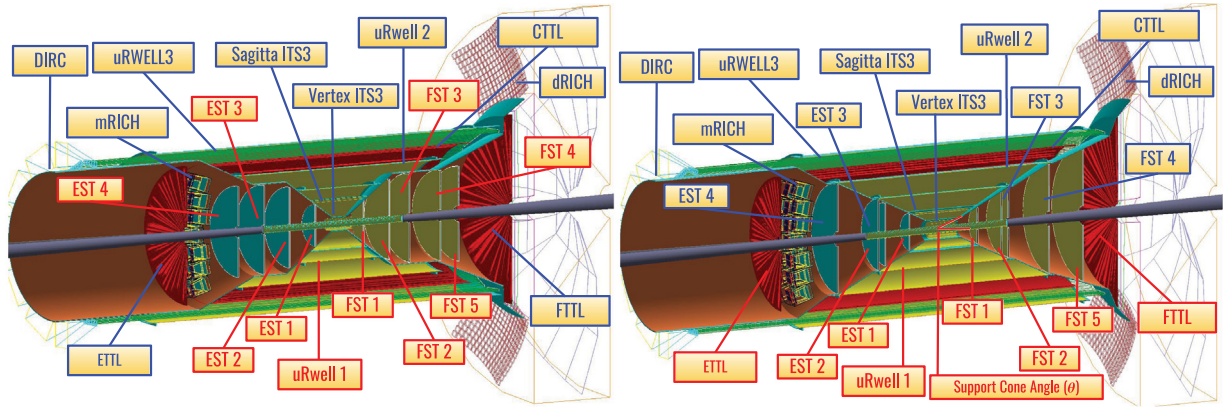 DIRC
uRWELL3
Sagitta ITS3
uRwell 2
CTTL
mRICH
EST 3
Vertex ITS3
FST 3
dRICH
EST 4
FST 4
ETTL
EST 2
EST 1
uRwell 1
FST 1
FST 2
FST 5
FTTL
DIRC
uRWELL3
Sagitta ITS3
uRwell 2
CTTL
mRICH
EST 3
Vertex ITS3
FST 3
dRICH
EST 4
FST 4
ETTL
EST 2
EST 1
uRwell 1
FST 1
Support Cone Angle (θ)
FST 2
FST 5
FTTL